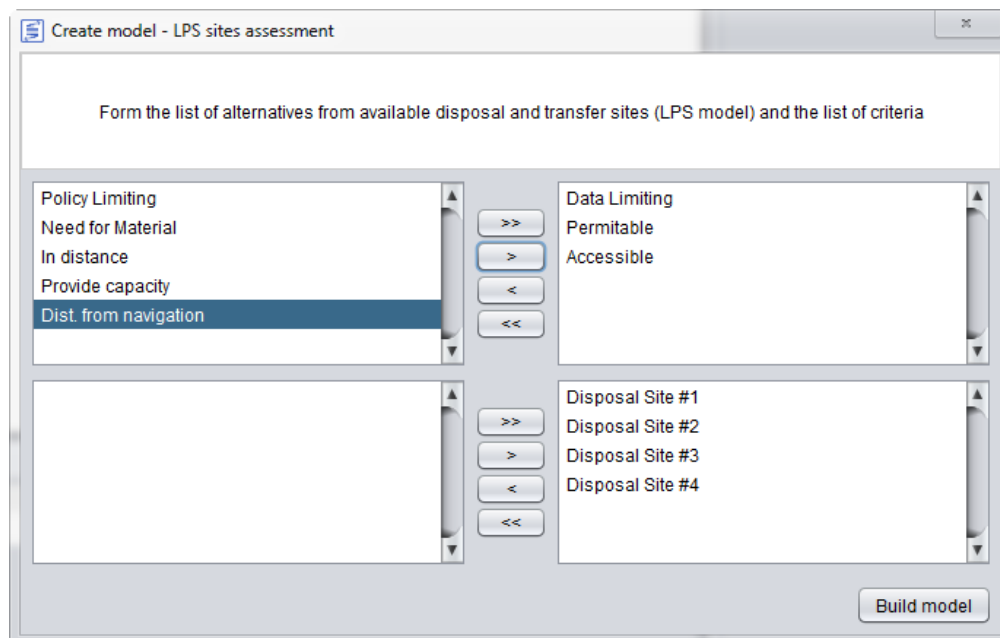 Create model - LPS sites assessment
x
Form the list of alternatives from available disposal and transfer sites (LPS model) and the list of criteria
Policy Limiting
Need for Material
In distance
Provide capacity
Dist. from navigation
>>
>
<
<<
Data Limiting
Permitable
Accessible
>>
>
<
<<
Disposal Site #1
Disposal Site #2
Disposal Site #3
Disposal Site #4
Build model